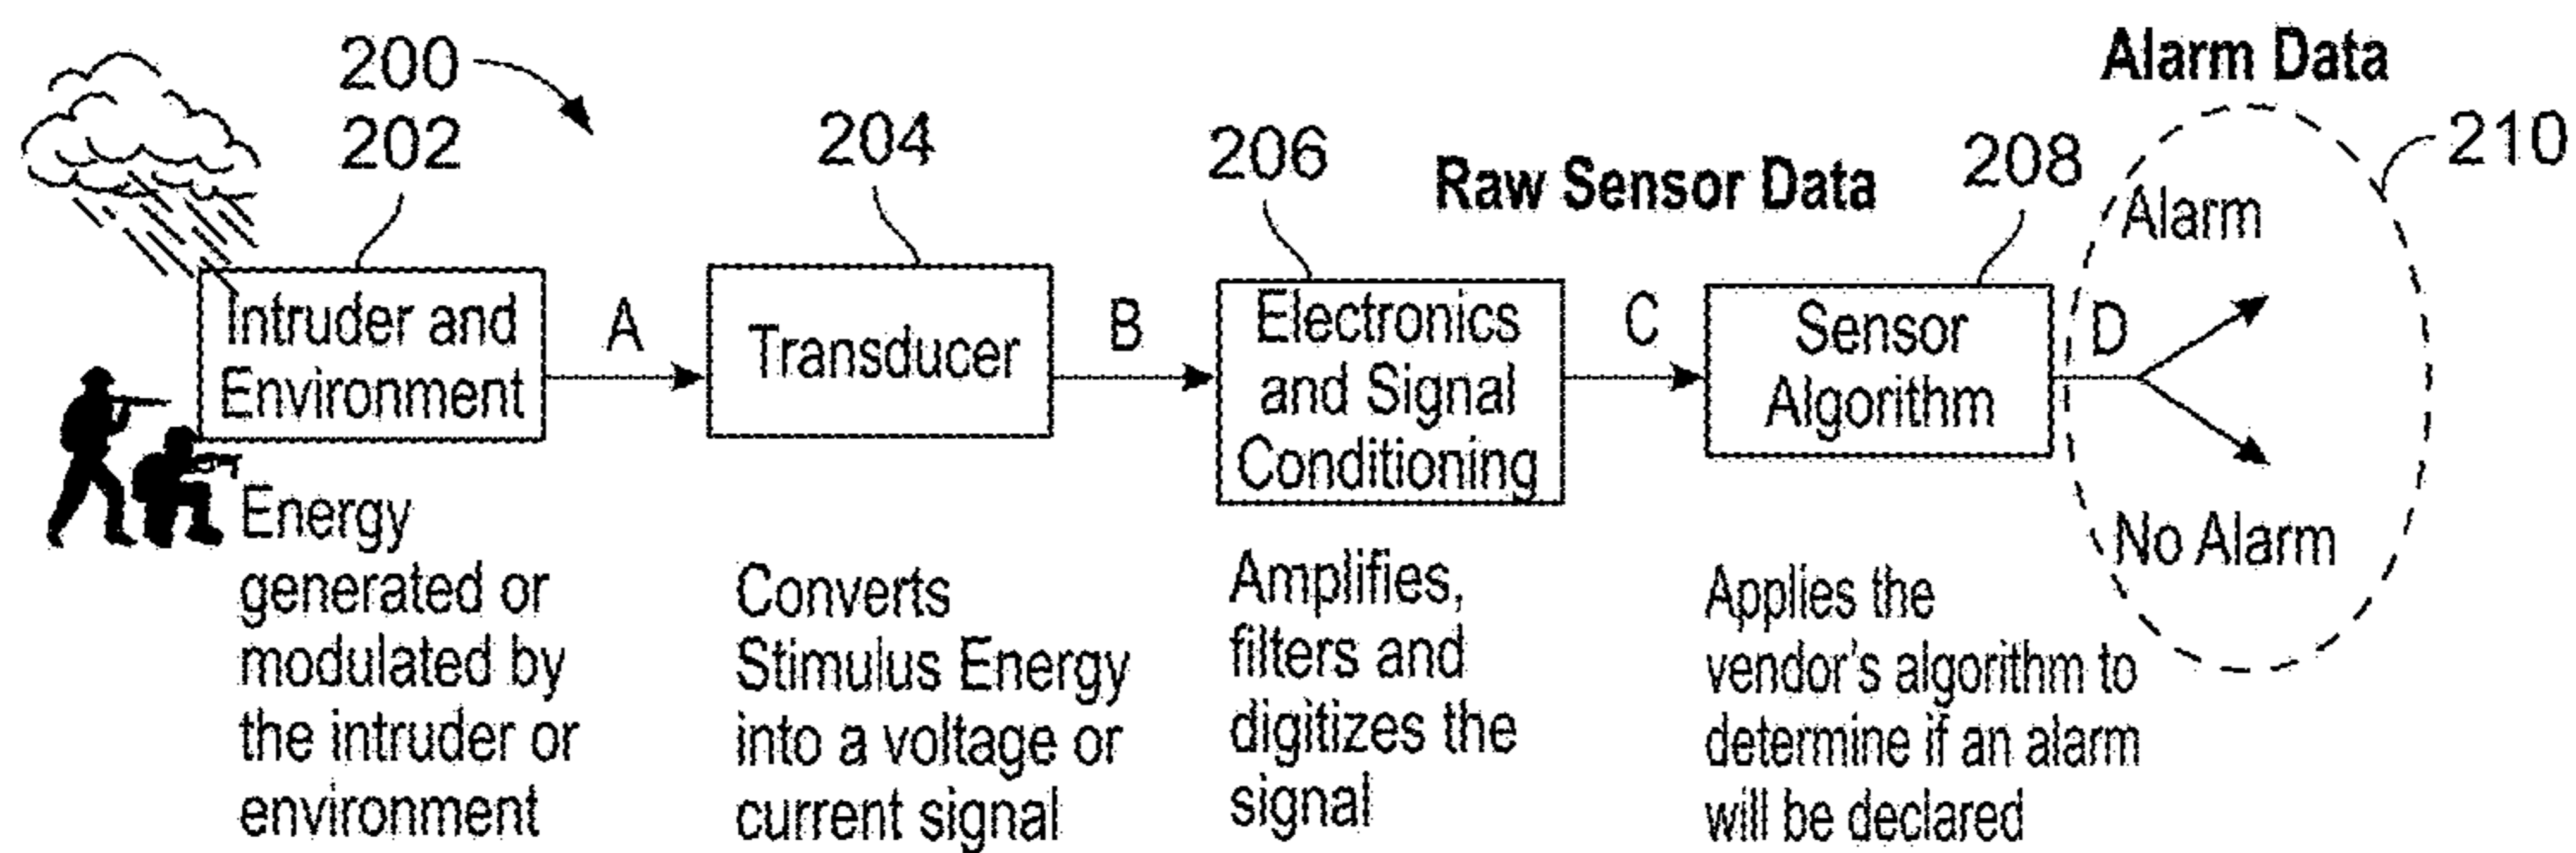 Alarm Data
200
202
204
206
Raw Sensor Data
208
210
Alarm
Intruder and
Environment
A
Transducer
B
Electronics
and Signal
Conditioning
C
Sensor
Algorithm
D
No Alarm
Energy
generated or
modulated by
the intruder or
environment
Converts
Stimulus Energy
into a voltage or
current signal
Amplifies,
filters and
digitizes the
signal
Applies the
vendor's algorithm to
determine if an alarm
will be declared